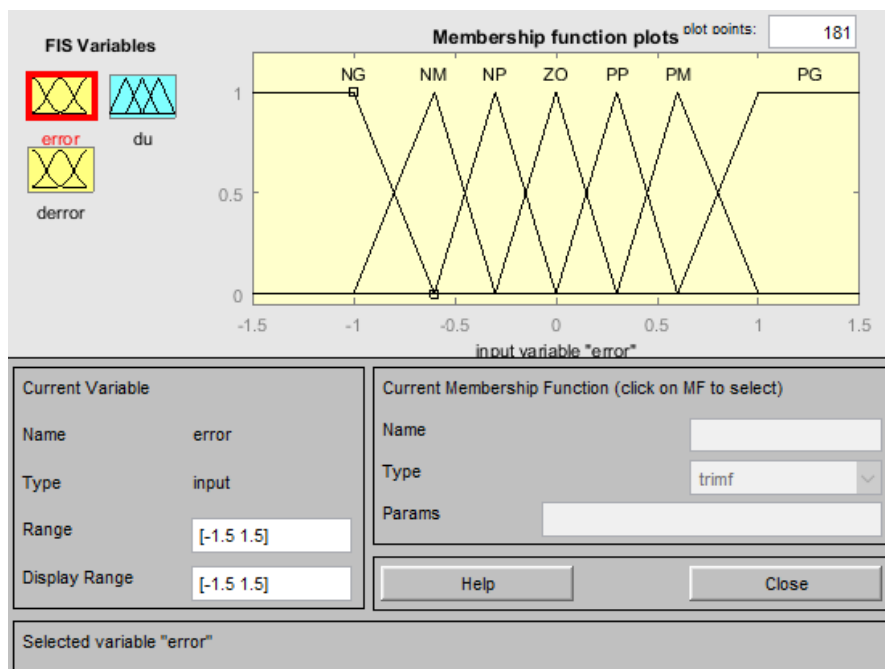 FIS Variables
error
du
derror
Membership function plots
plot points:
181
NG NM NP ZO PP PM PG
1
0.5
0
-1.5 -1 -0.5 0 0.5 1 1.5
input variable "error"
Current Variable
Name error
Type input
Range [-1.5 1.5]
Display Range [-1.5 1.5]
Current Membership Function (click on MF to select)
Name
Type trimf
Params
Help Close
Selected variable "error"